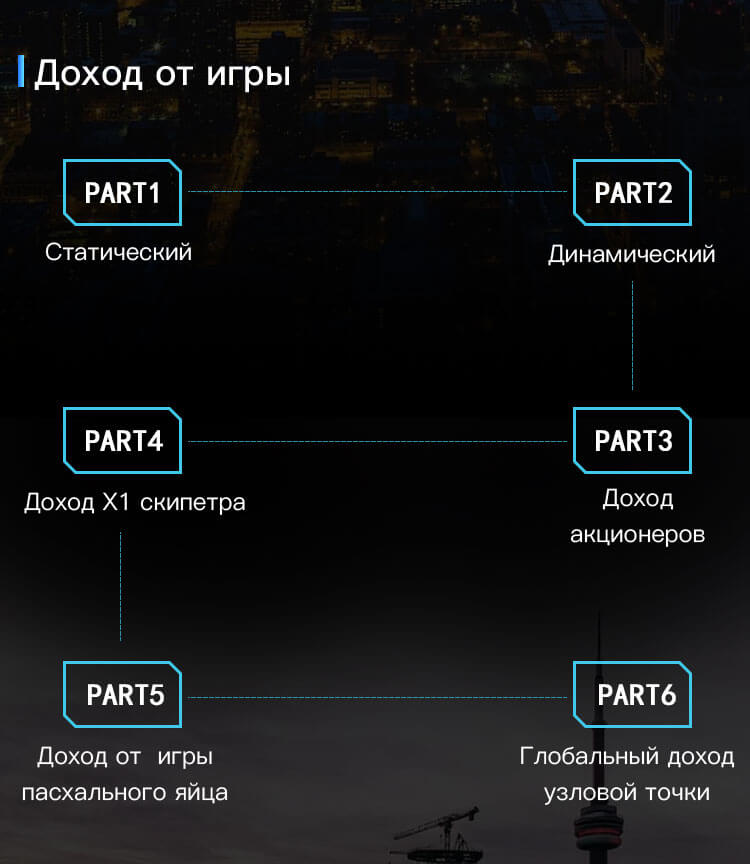 Доход от игры
PART1
PART2
Статический
Динамический
PART4
PART3
Доход X1 скипетра
Доход
акционеров
PART5
PART6
Доход от игры
пасхального яйца
Глобальный доход
узловой точки